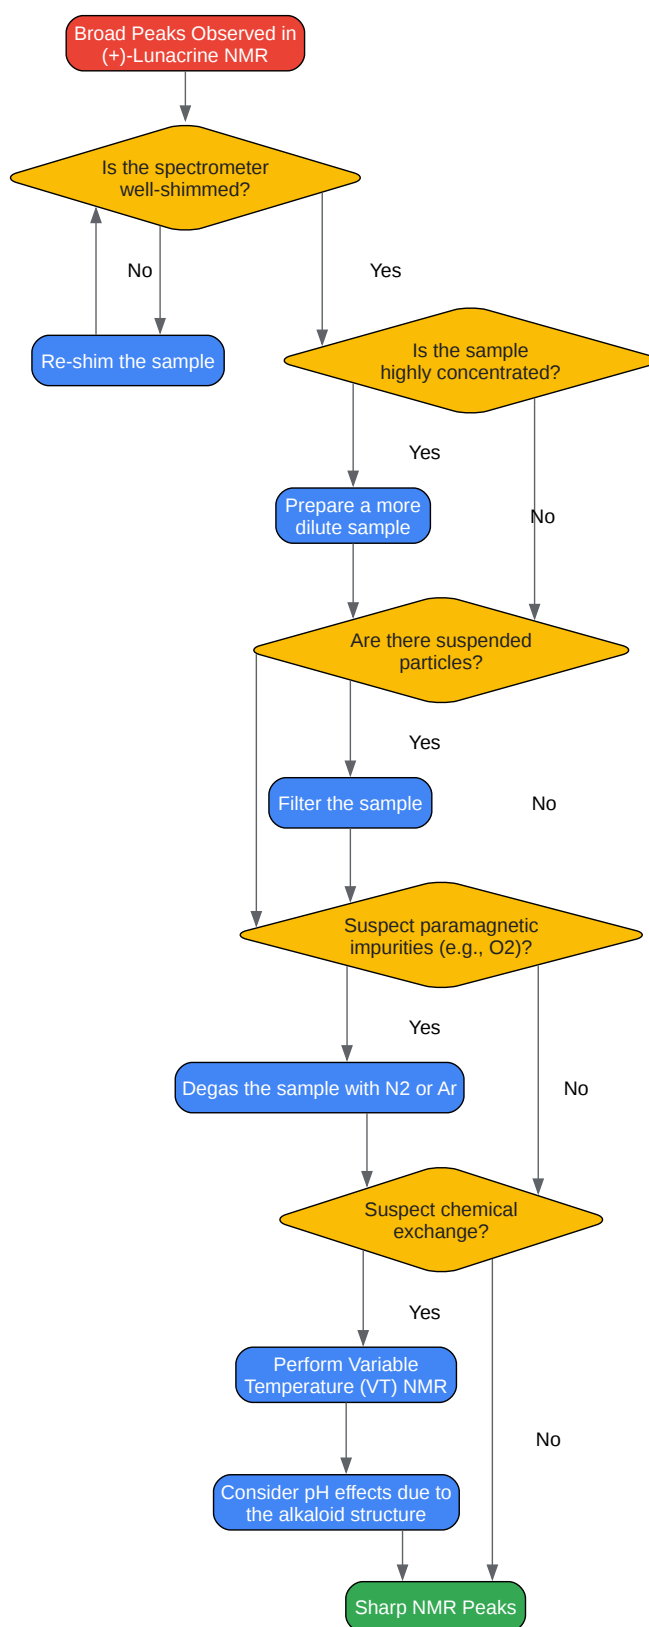 Broad Peaks Observed in
(+)-Lunacrine NMR
Is the spectrometer
well-shimmed?
No
Yes
Re-shim the sample
Is the sample
highly concentrated?
Yes
Prepare a more
dilute sample
No
Are there suspended
particles?
Yes
Filter the sample
No
Suspect paramagnetic
impurities (e.g., O2)?
Yes
Degas the sample with N2 or Ar
No
Suspect chemical
exchange?
Yes
Perform Variable
Temperature (VT) NMR
No
Consider pH effects due to
the alkaloid structure
Sharp NMR Peaks